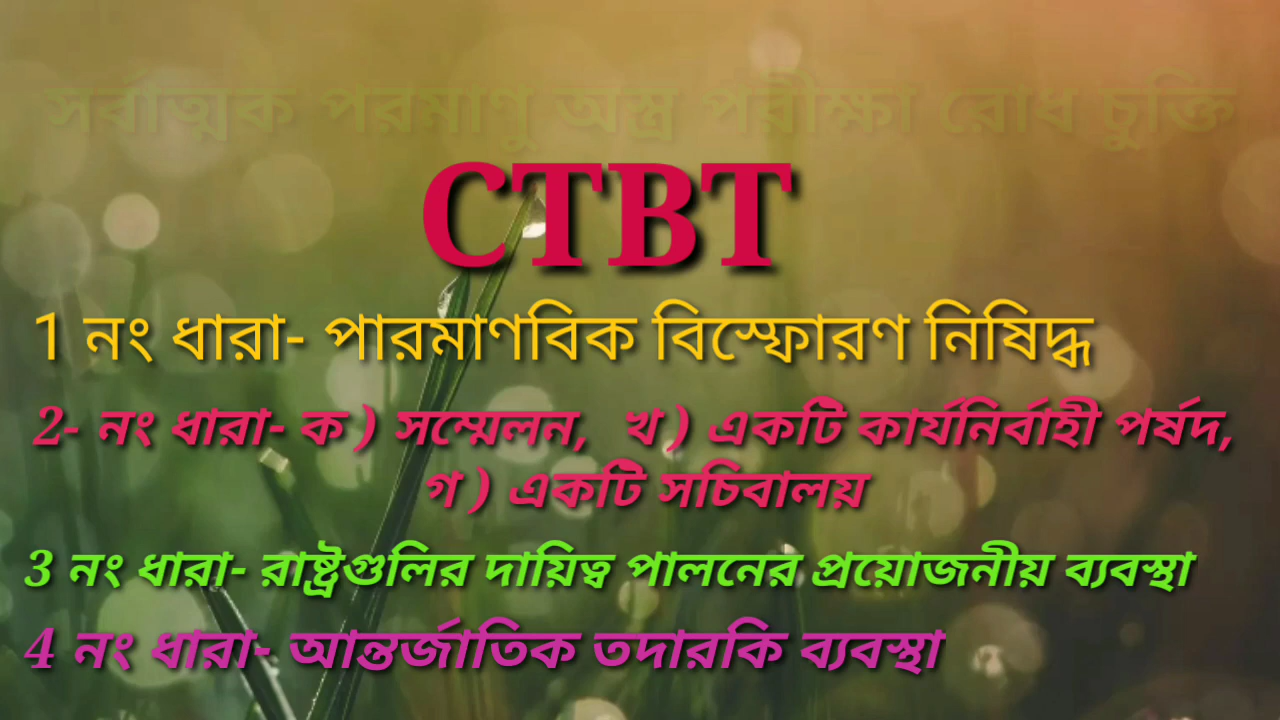 সর্বাত্মক পরমাণু অস্ত্র পরীক্ষা রোধ চুক্তি
CTBT
1 নং ধারা- পারমাণবিক বিস্ফোরণ নিষিদ্ধ
2- নং ধারা- ক ) সম্মেলন, খ ) একটি কার্যনির্বাহী পর্ষদ,
গ ) একটি সচিবালয়
3 নং ধারা- রাষ্ট্রগুলির দায়িত্ব পালনের প্রয়োজনীয় ব্যবস্থা
4 নং ধারা- আন্তর্জাতিক তদারকি ব্যবস্থা